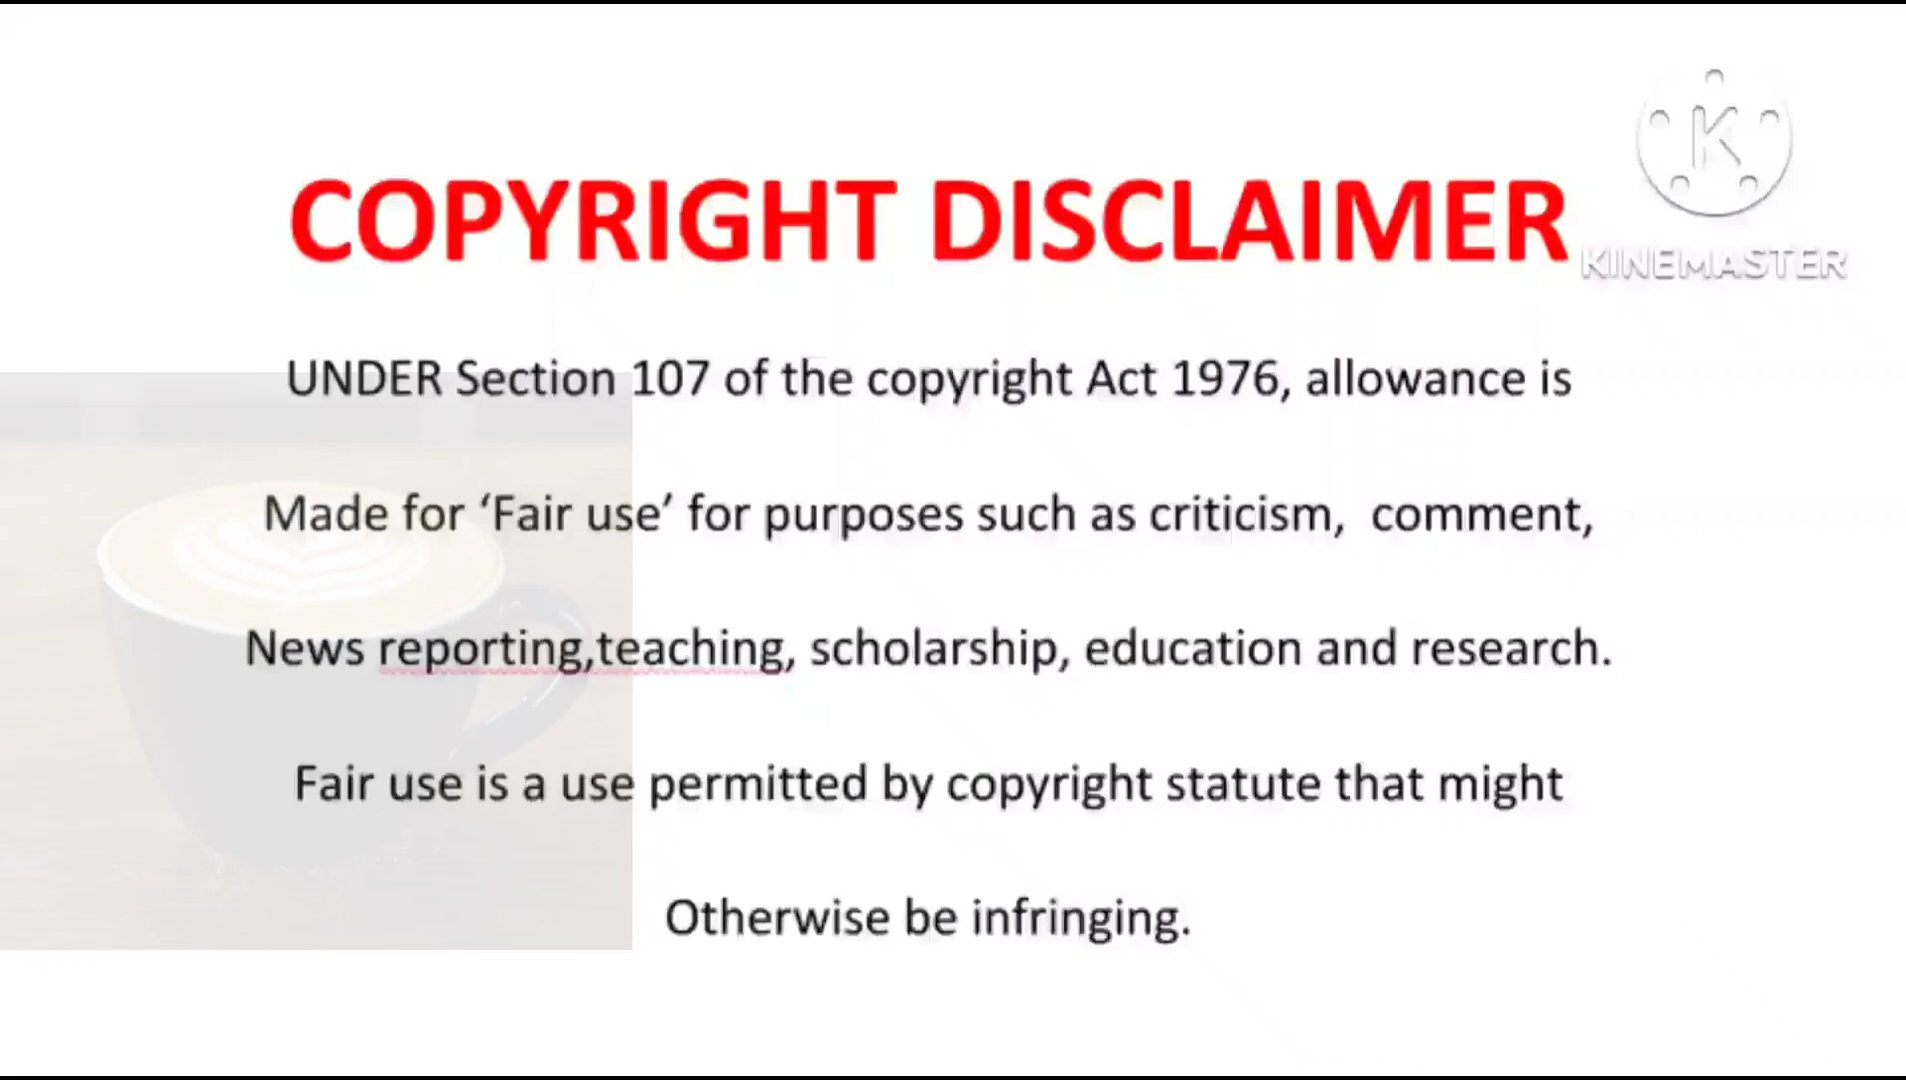 COPYRIGHT DISCLAIMER
KINEMASTER
UNDER Section 107 of the copyright Act 1976, allowance is
Made for ‘Fair use’ for purposes such as criticism,  comment,
News reporting,teaching, scholarship, education and research.
Fair use is a use permitted by copyright statute that might
Otherwise be infringing.